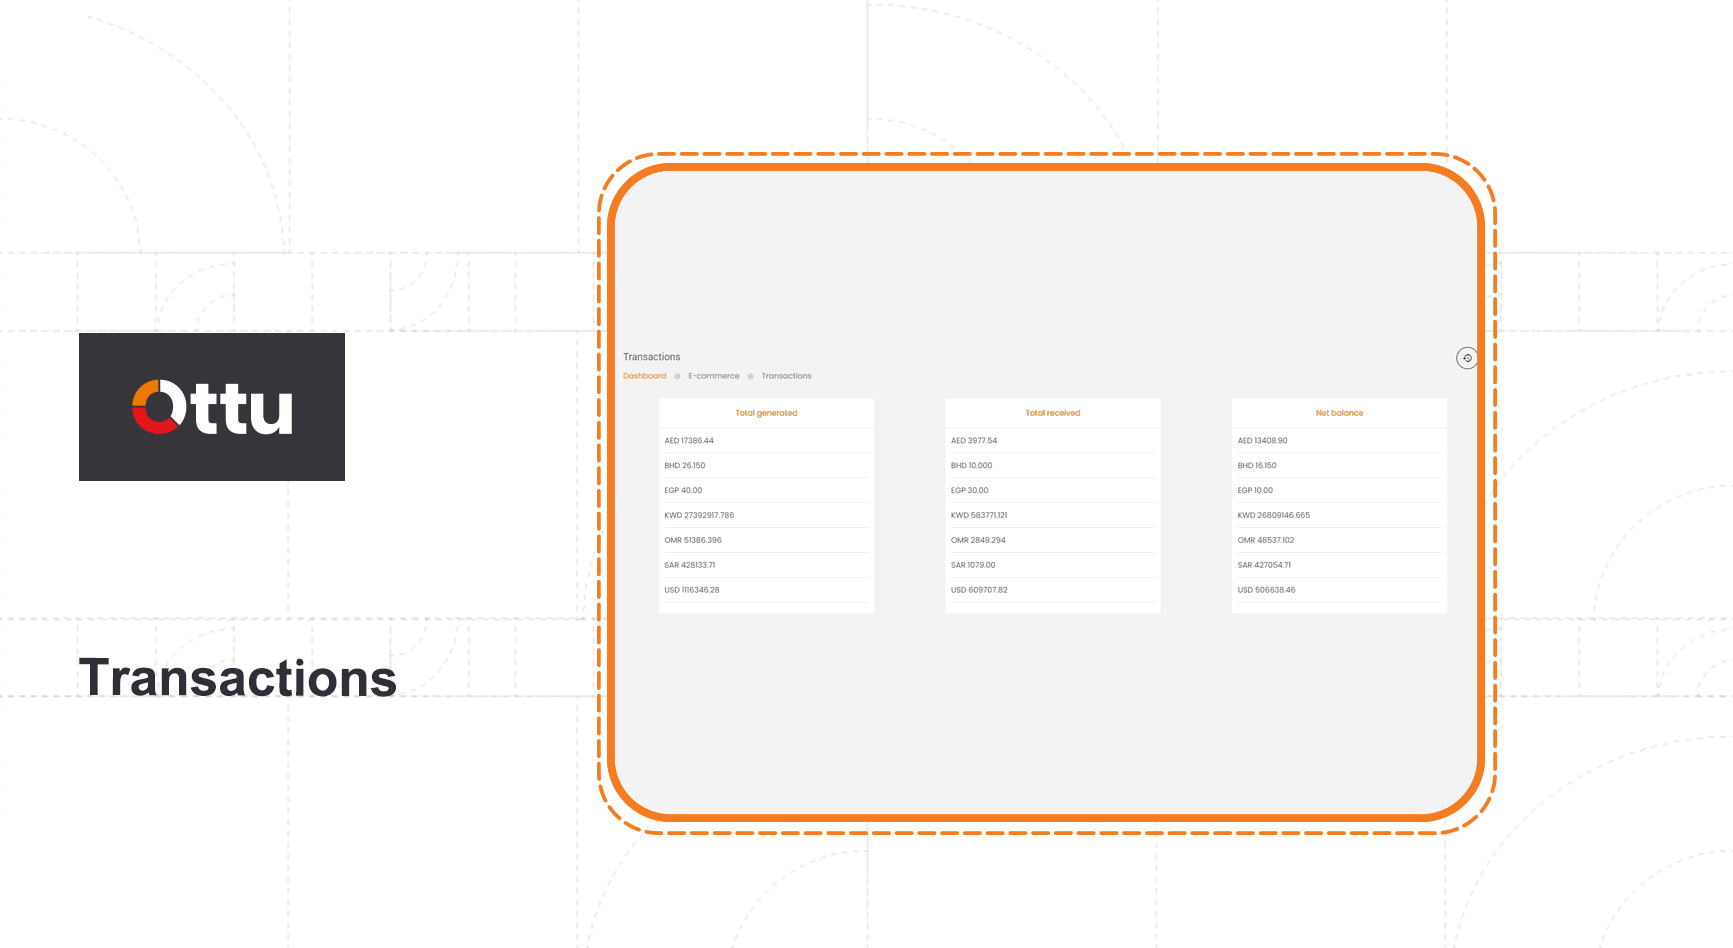 Ottu
Transactions
Transactions
Dashboard E-commerce Transactions
Total generated
AED 17386.44
BHD 26.150
EGP 40.00
KWD 27392917.786
OMR 51386.396
SAR 428133.71
USD 1116346.28
Total received
AED 3977.54
BHD 10.000
EGP 30.00
KWD 583771.121
OMR 2849.294
SAR 1079.00
USD 609707.82
Net balance
AED 13408.90
BHD 16.150
EGP 10.00
KWD 26809146.665
OMR 48537.102
SAR 427054.71
USD 506638.46